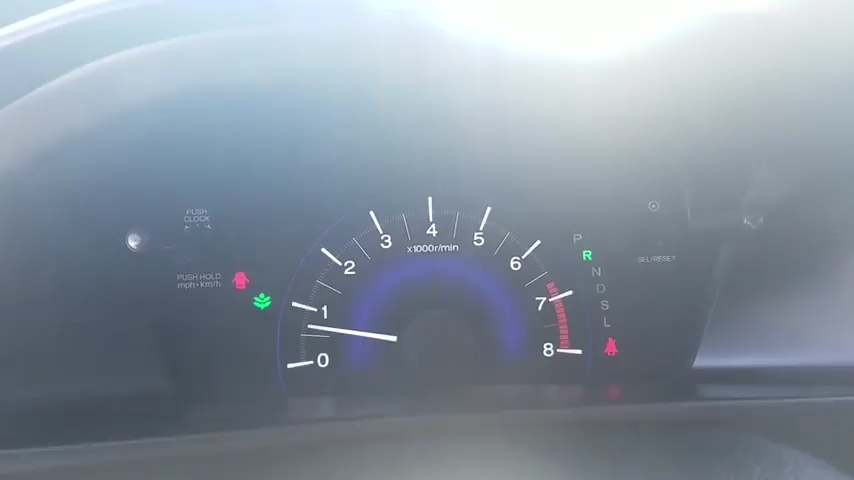 PUSH
CLOCK
PUSH HOLD
mph•km/h
0
1
2
3
4
5
6
7
8
x1000r/min
P
R
N
D
S
L
SEL/RESET